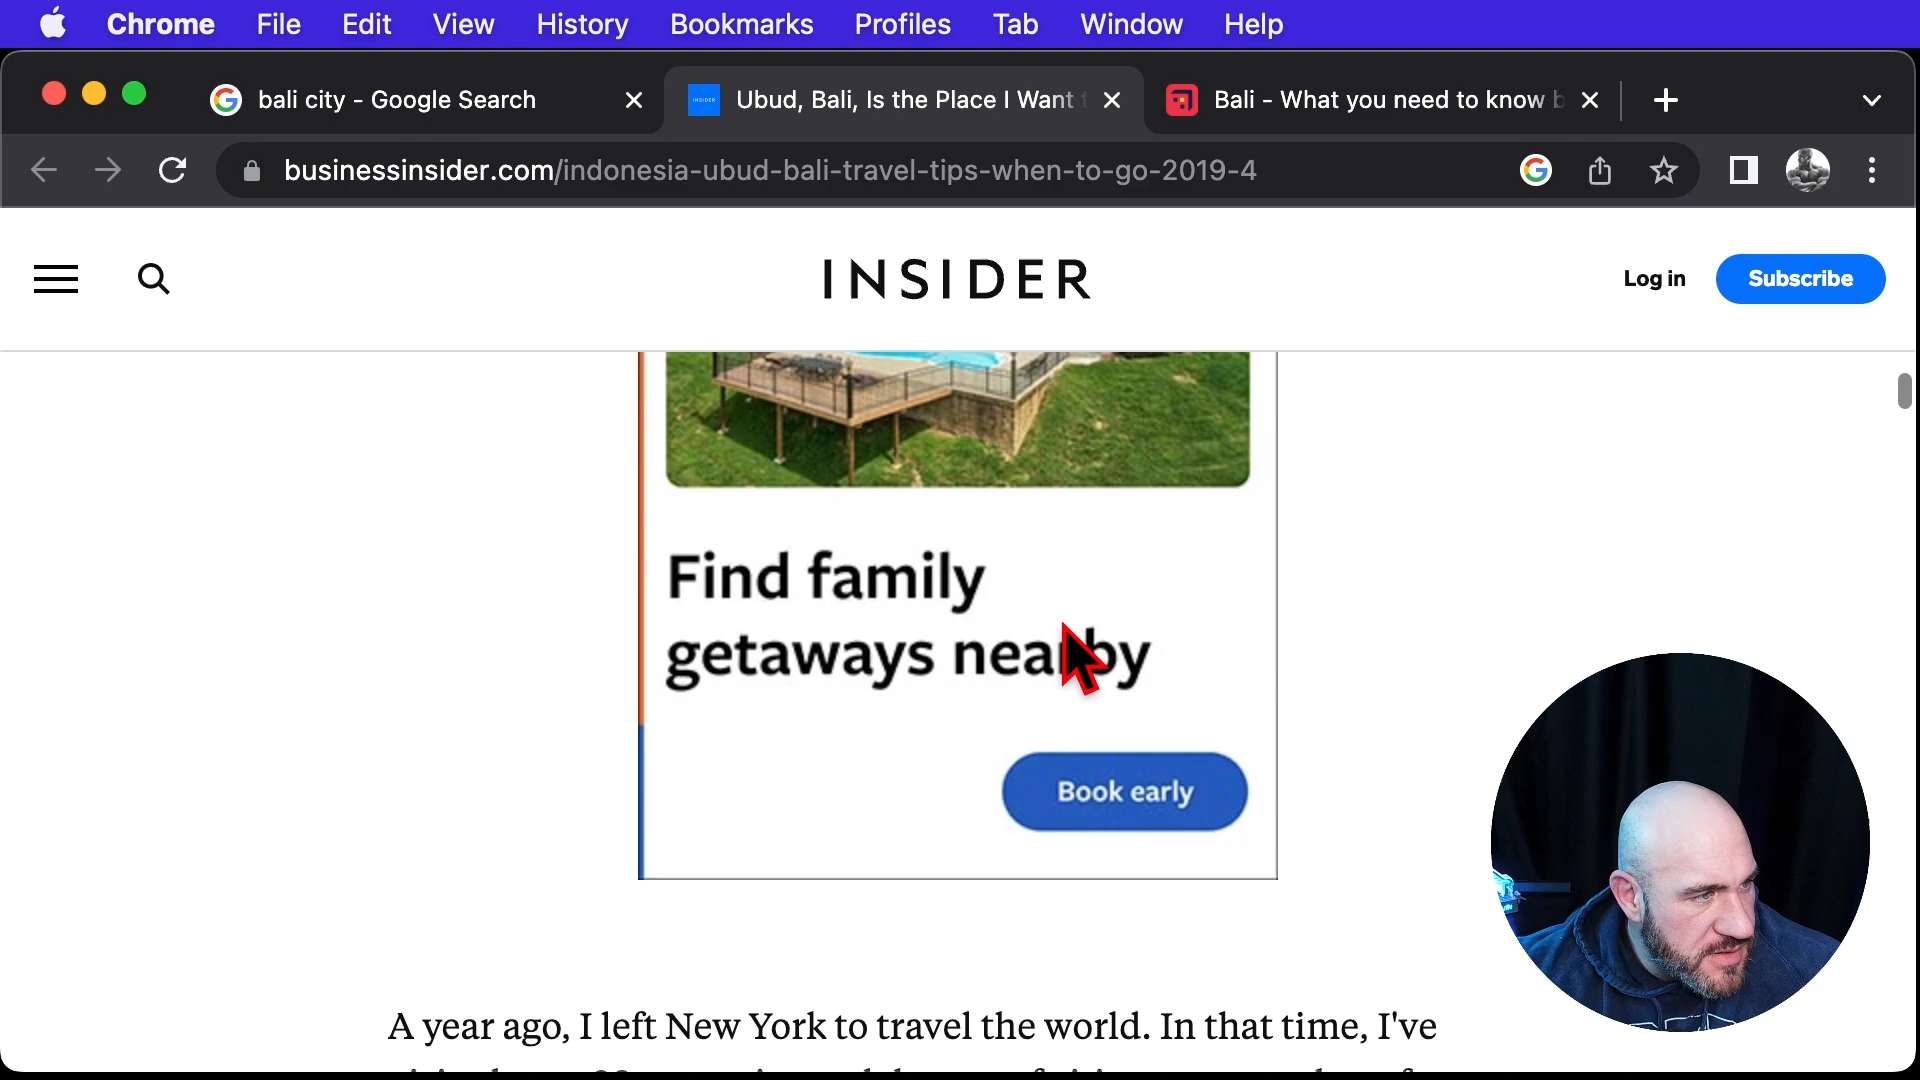 Chrome File Edit View History Bookmarks Profiles Tab Window Help
bali city - Google Search
INSIDER
Ubud, Bali, Is the Place I Want
Bali - What you need to know
businessinsider.com/indonesia-ubud-bali-travel-tips-when-to-go-2019-4
INSIDER
Log in
Subscribe
Find family
getaways nearby
Book early
A year ago, I left New York to travel the world. In that time, I've